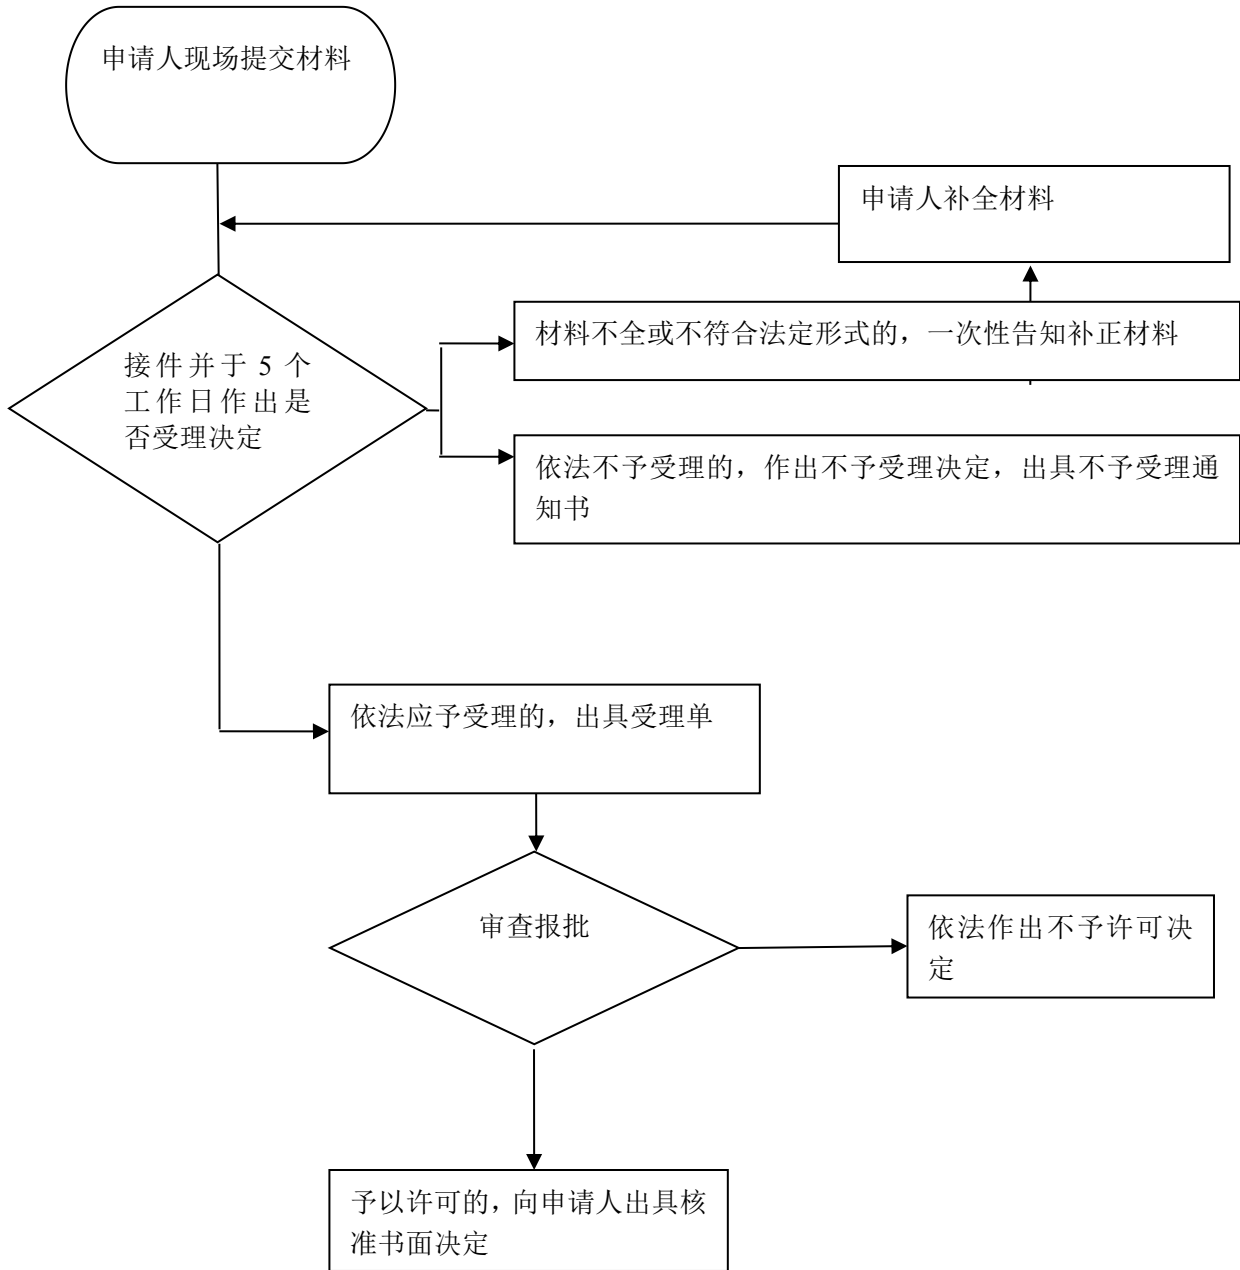 申请人现场提交材料
申请人补全材料
材料不全或不符合法定形式的，一次性告知补正材料
接件并于 5 个
工作日作出是
否受理决定
依法不予受理的，作出不予受理决定，出具不予受理通
知书
依法应予受理的，出具受理单
审查报批
依法作出不予许可决
定
予以许可的，向申请人出具核
准书面决定